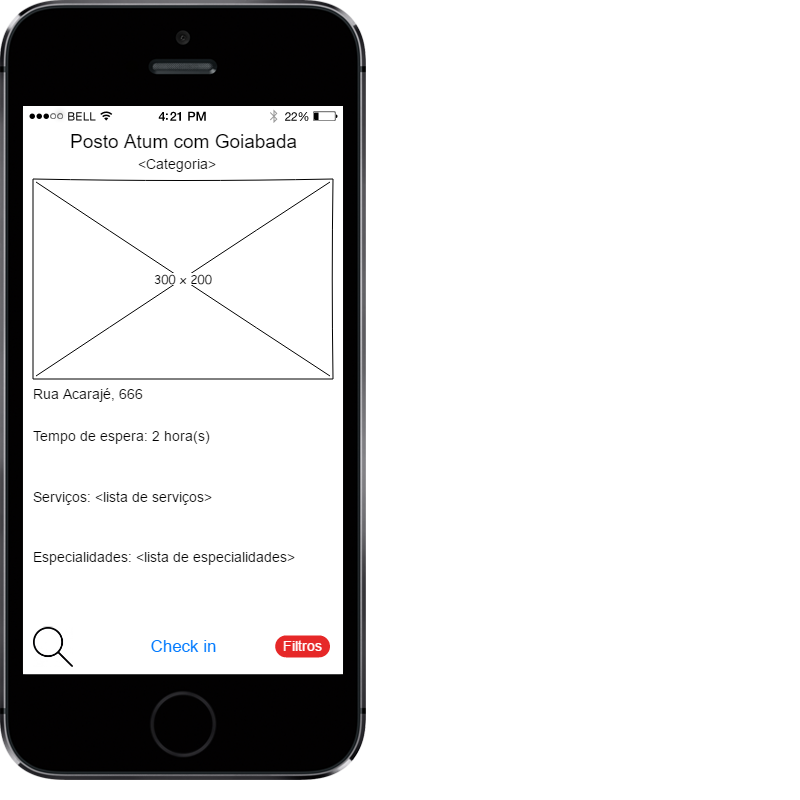 BELL 4:21 PM 22%
Posto Atum com Goiabada
<Categoria>
300 × 200
Rua Acarajé, 666
Tempo de espera: 2 hora(s)
Serviços: <lista de serviços>
Especialidades: <lista de especialidades>
Check in Filtros